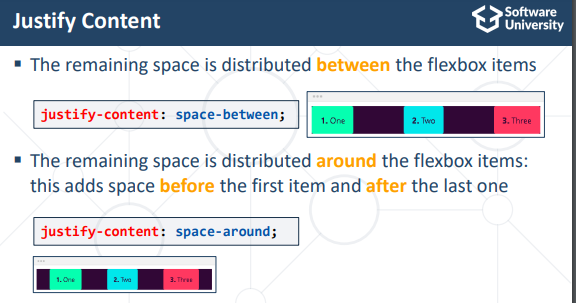 Justify Content
Software
University
▪ The remaining space is distributed between the flexbox items
justify-content: space-between;
1. One 2. Two 3. Three
▪ The remaining space is distributed around the flexbox items:
this adds space before the first item and after the last one
justify-content: space-around;
1. One 2. Two 3. Three